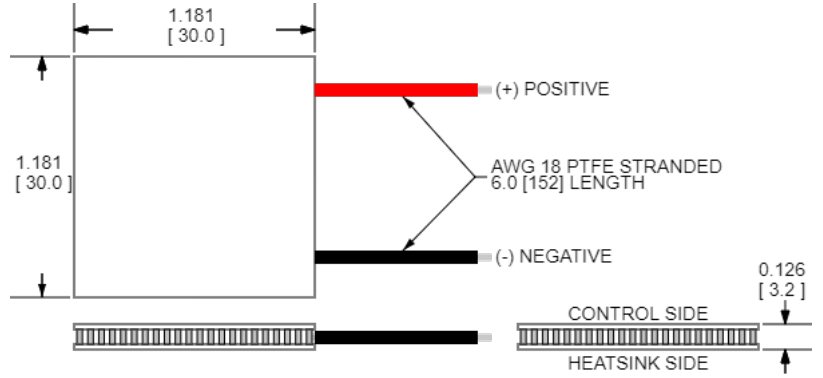 1.181
[ 30.0 ]
(+) POSITIVE
1.181
[ 30.0 ]
AWG 18 PTFE STRANDED
6.0 [152] LENGTH
(-) NEGATIVE
0.126
[ 3.2 ]
CONTROL SIDE
HEATSINK SIDE